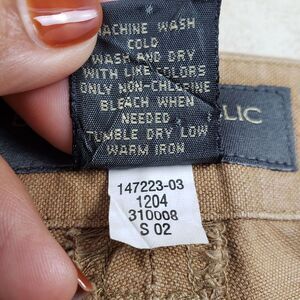 MACHINE WASH
COLD
WASH AND DRY
WITH LIKE COLORS
ONLY NON-CHLORINE
BLEACH WHEN
NEEDED
TUMBLE DRY LOW
WARM IRON
LIC
147223-03
1204
310008
S 02